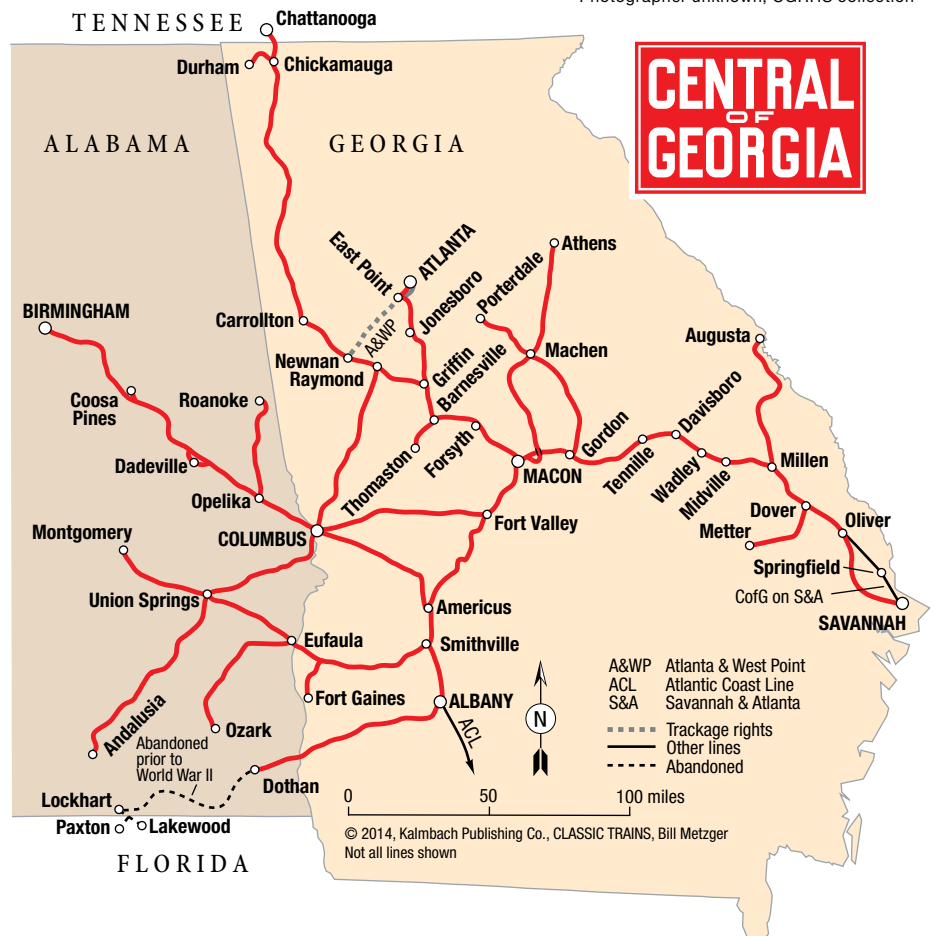 Photographer unknown, CGHHS collection
TENNESSEE
Chattanooga
Durham
Chickamauga
CENTRAL
OF
GEORGIA
ALABAMA
GEORGIA
East Point
ATLANTA
Jonesboro
Porterdale
Athens
BIRMINGHAM
Carrollton
A&WP
Newnan
Raymond
Griffin
Barnesville
Machen
Augusta
Coosa
Pines
Roanoke
Dadeville
Opelika
Thomaston
Forsyth
MACON
Gordon
Tennille
Davisboro
Wadley
Midville
Millen
Montgomery
COLUMBUS
Fort Valley
Dover
Metter
Oliver
Springfield
CofG on S&A
SAVANNAH
Union Springs
Americus
Eufaula
Smithville
Fort Gaines
ALBANY
ACL
Andalusia
Ozark
Abandoned
prior to
World War II
Dothan
Lockhart
Paxton
Lakewood
FLORIDA
N
A&WP Atlanta & West Point
ACL Atlantic Coast Line
S&A Savannah & Atlanta
Trackage rights
Other lines
Abandoned
0 50 100 miles
© 2014, Kalmbach Publishing Co., CLASSIC TRAINS, Bill Metzger
Not all lines shown